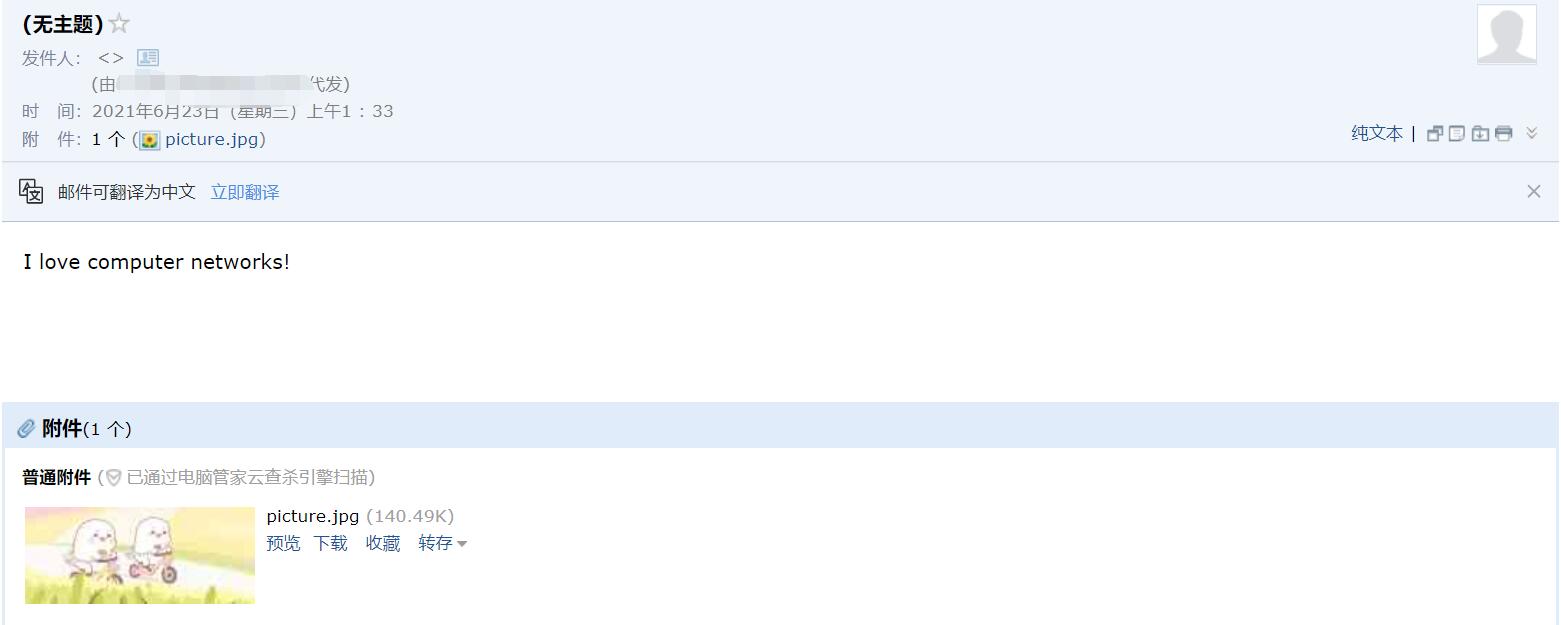 (无主题)
发件人： <>
(由 代发)
时 间：2021年6月23日（星期三）上午1：33
附 件：1 个 ( picture.jpg)
纯文本 |
邮件可翻译为中文 立即翻译
I love computer networks!
附件(1 个)
普通附件 ( 已通过电脑管家云查杀引擎扫描)
picture.jpg (140.49K)
预览 下载 收藏 转存